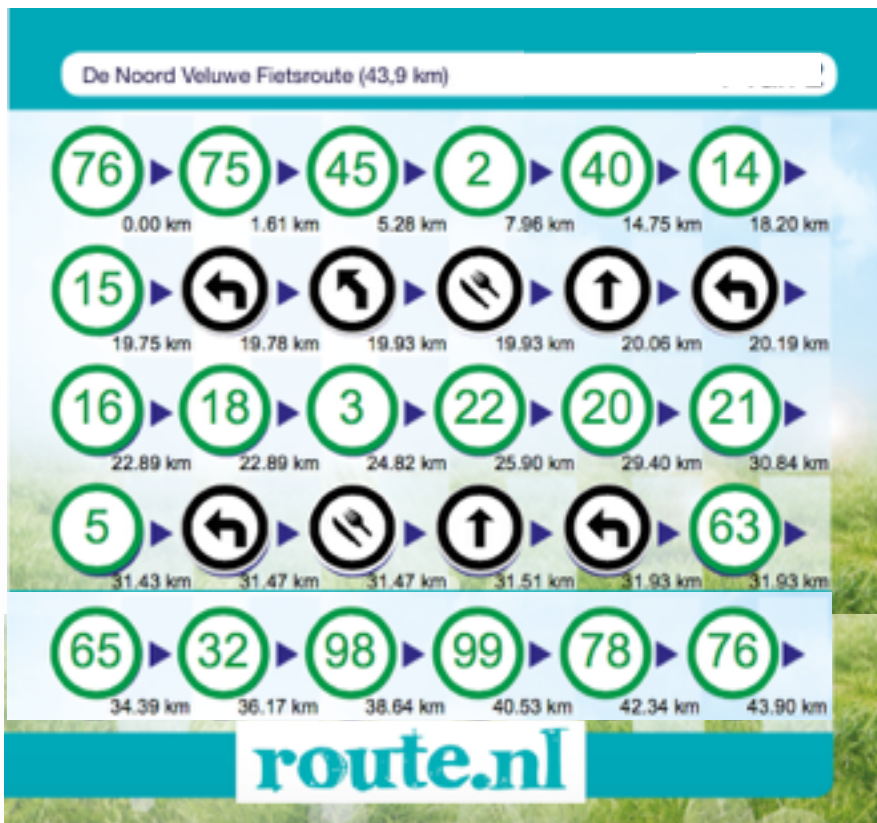 De Noord Veluwe Fietsroute (43,9 km)
76 75 45 2 40 14
0.00 km 1.61 km 5.28 km 7.96 km 14.75 km 18.20 km
15
19.75 km 19.78 km 19.93 km 19.93 km 20.06 km 20.19 km
16 18 3 22 20 21
22.89 km 22.89 km 24.82 km 25.90 km 29.40 km 30.84 km
5 63
31.43 km 31.47 km 31.47 km 31.51 km 31.93 km 31.93 km
65 32 98 99 78 76
34.39 km 36.17 km 38.64 km 40.53 km 42.34 km 43.90 km
route.nl